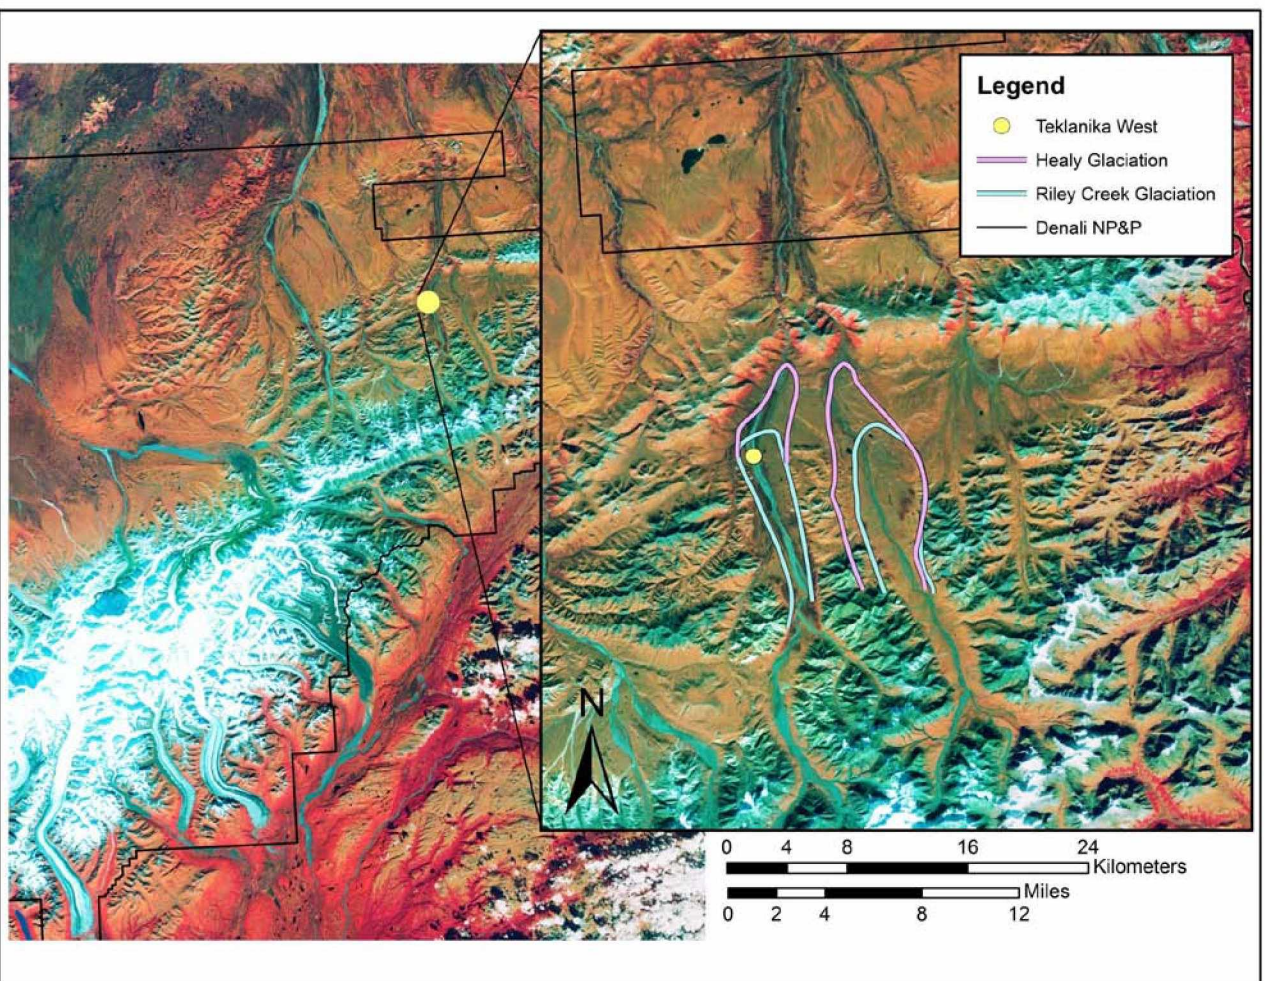 Legend
Teklanika West
Healy Glaciation
Riley Creek Glaciation
Denali NP&P
N
0 4 8 16 24
Kilometers
Miles
0 2 4 8 12